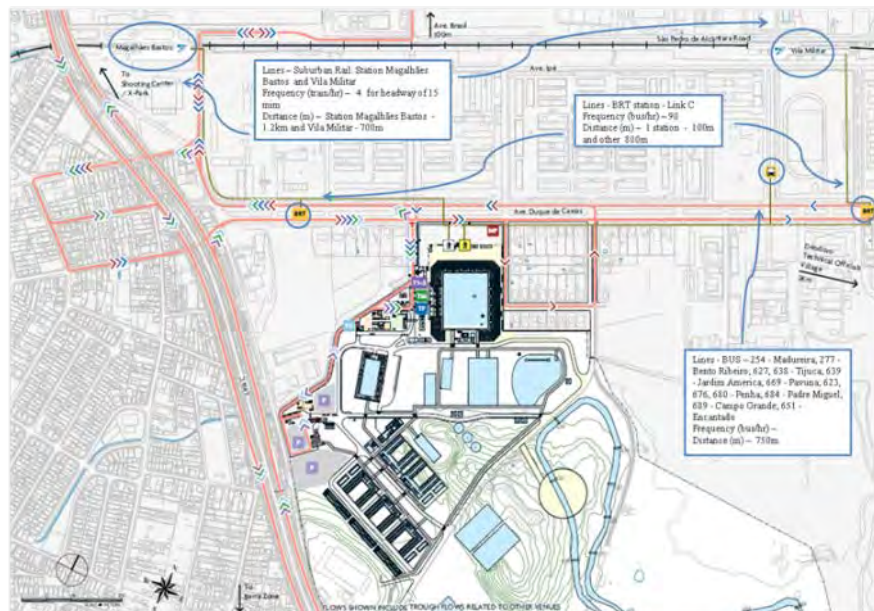 Ave. Brasil
100m
Magalhães Bastos
São Pedro de Alcântara Road
Vila Militar
To
Shooting Center
/ X-Park
Ave. Ipê
Lines – Suburban Rail. Station Magalhães
Bastos and Vila Militar
Frequency (train/hr) – 4 for headway of 15
mm
Distance (m) – Station Magalhães Bastos -
1.2km and Vila Militar - 700m
Lines - BRT station - Link C
Frequency (bus/hr) – 90
Distance (m) – 1 station - 100m
and other 800m
BRT
Ave. Duque de Caxias
BRT
Deodoro
Technical Officials
Village
Lines - BUS – 254 - Madureira, 277 -
Bento Ribeiro, 627, 638 - Tijuca, 639
- Jardim America, 669 - Pavuna, 623,
676, 680 - Penha, 684 - Padre Miguel,
689 - Campo Grande, 651 -
Encantado
Frequency (bus/hr) –
Distance (m) – 750m
P
P
P
To
Barra Zone
FLOWS SHOWN INCLUDE TROUGH FLOWS RELATED TO OTHER VENUES